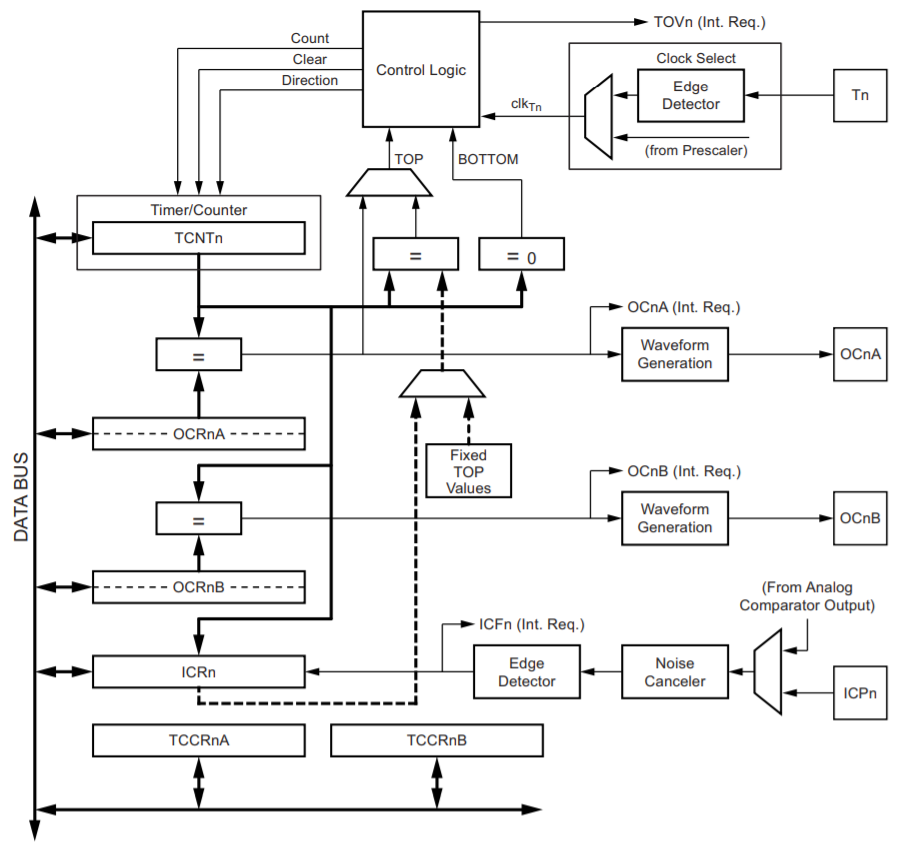 TOVn (Int. Req.)
Count
Clear
Direction
Control Logic
Clock Select
Edge
Detector
Tn
clkTn
(from Prescaler)
TOP
BOTTOM
Timer/Counter
TCNTn
=
= 0
OCnA (Int. Req.)
=
Waveform
Generation
OCnA
OCRnA
Fixed
TOP
Values
DATA BUS
OCnB (Int. Req.)
=
Waveform
Generation
OCnB
OCRnB
(From Analog
Comparator Output)
ICFn (Int. Req.)
ICRn
Edge
Detector
Noise
Canceler
ICPn
TCCRnA
TCCRnB